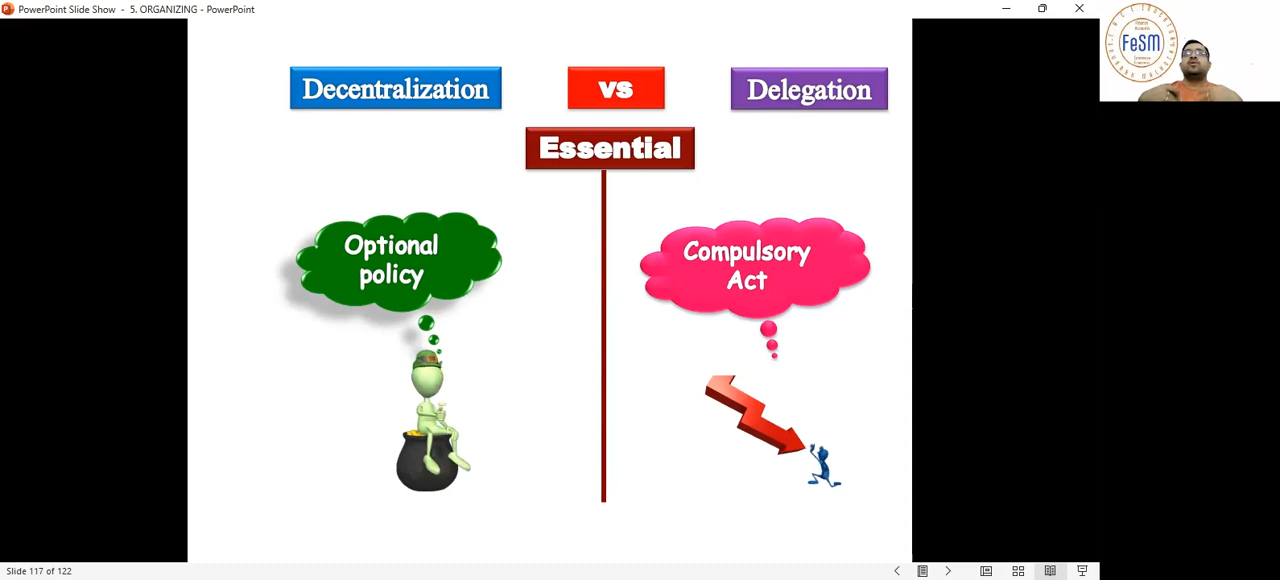 PowerPoint Slide Show - 5. ORGANIZING - PowerPoint
FeSM
Decentralization
vs
Delegation
Essential
Optional
policy
Compulsory
Act
Slide 117 of 122